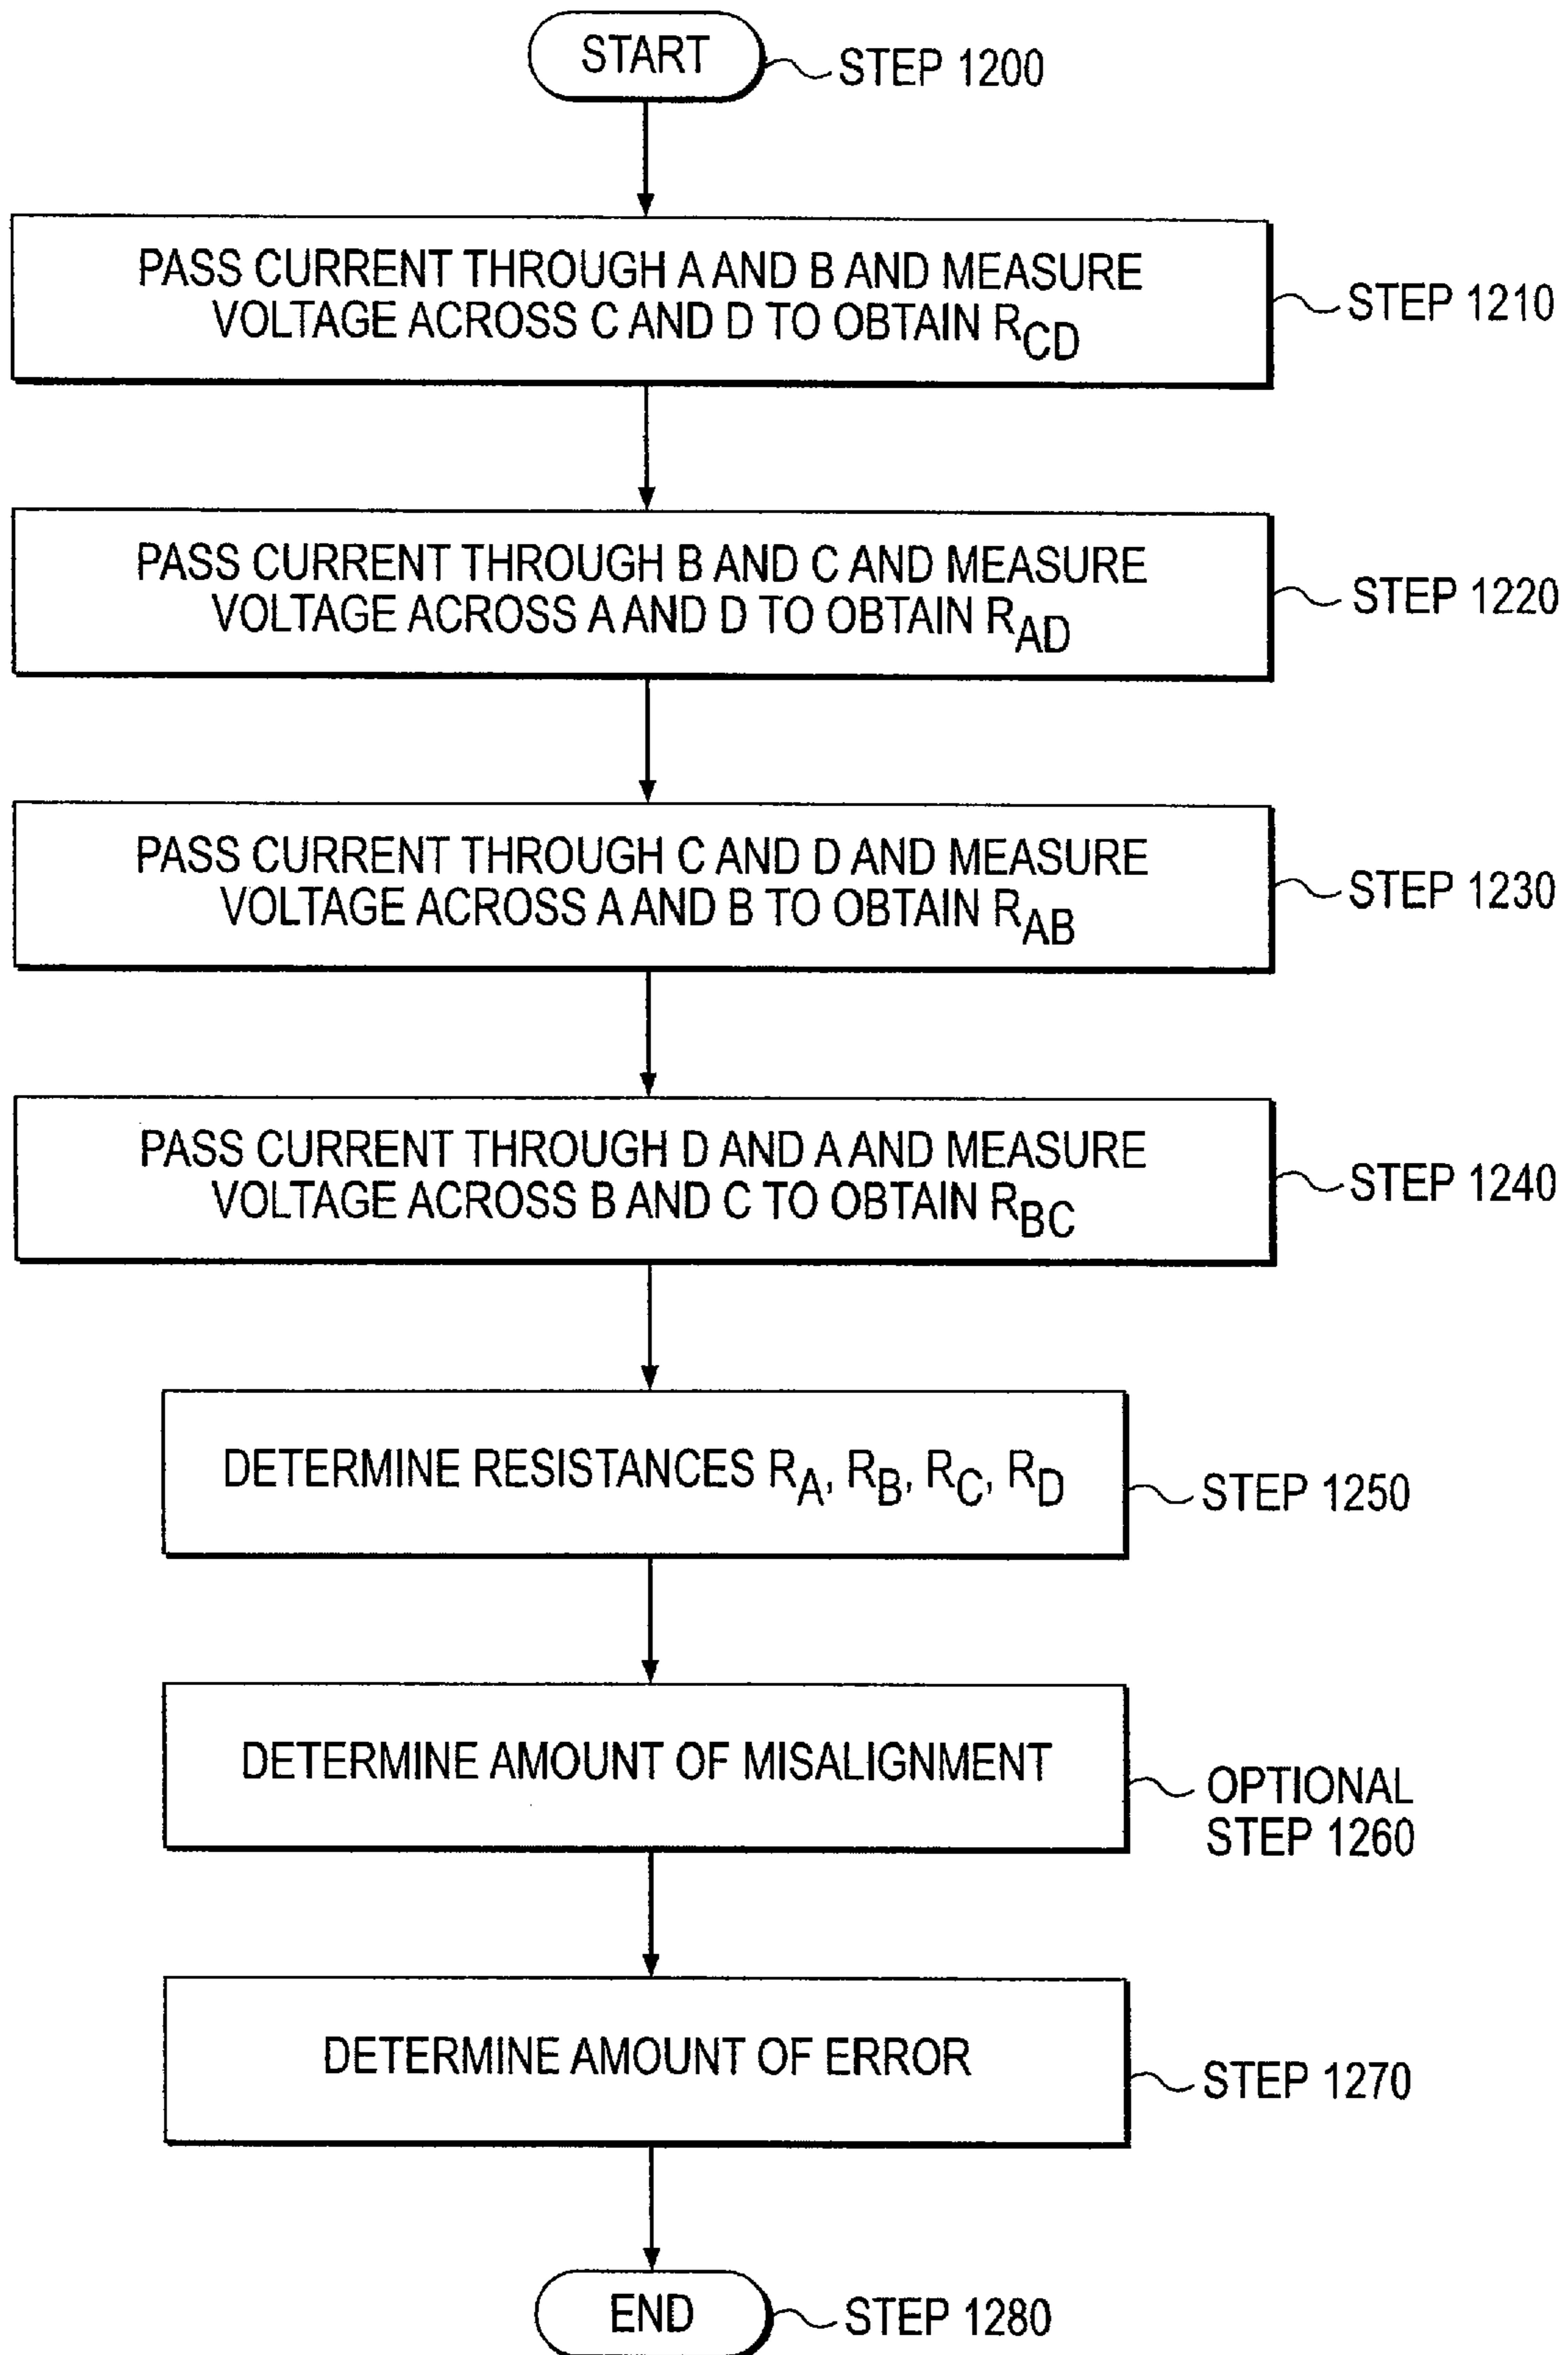 START
STEP 1200
PASS CURRENT THROUGH A AND B AND MEASURE
VOLTAGE ACROSS C AND D TO OBTAIN RCD
STEP 1210
PASS CURRENT THROUGH B AND C AND MEASURE
VOLTAGE ACROSS A AND D TO OBTAIN RAD
STEP 1220
PASS CURRENT THROUGH C AND D AND MEASURE
VOLTAGE ACROSS A AND B TO OBTAIN RAB
STEP 1230
PASS CURRENT THROUGH D AND A AND MEASURE
VOLTAGE ACROSS B AND C TO OBTAIN RBC
STEP 1240
DETERMINE RESISTANCES RA, RB, RC, RD
STEP 1250
DETERMINE AMOUNT OF MISALIGNMENT
OPTIONAL
STEP 1260
DETERMINE AMOUNT OF ERROR
STEP 1270
END
STEP 1280